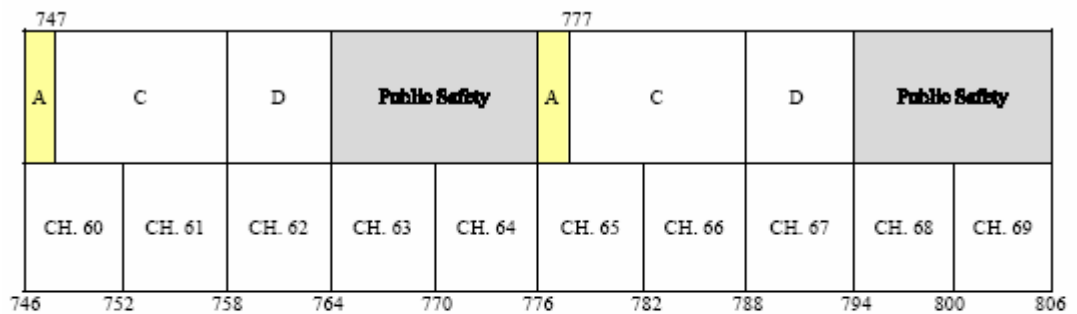 747 777
A C D Public Safety A C D Public Safety
CH. 60 CH. 61 CH. 62 CH. 63 CH. 64 CH. 65 CH. 66 CH. 67 CH. 68 CH. 69
746 752 758 764 770 776 782 788 794 800 806